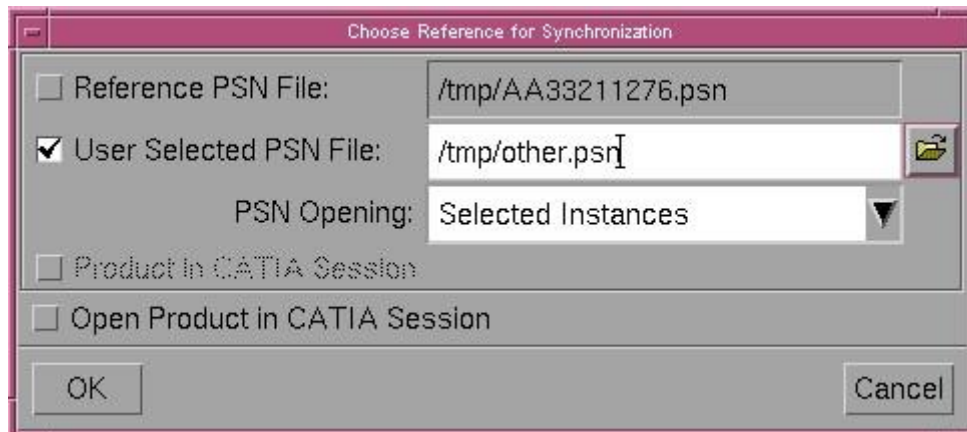 Choose Reference for Synchronization
Reference PSN File: /tmp/AA33211276.psn
User Selected PSN File: /tmp/other.psn
PSN Opening: Selected Instances
Product in CATIA Session
Open Product in CATIA Session
OK Cancel